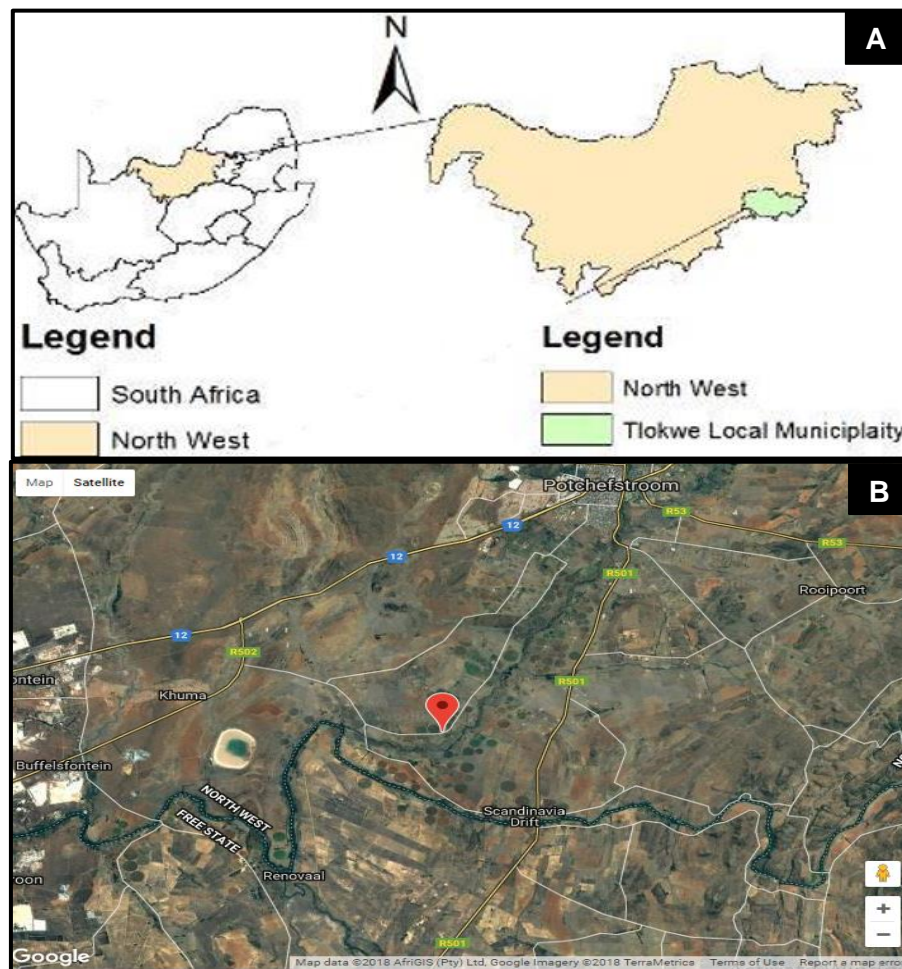 A
N
Legend
South Africa
North West
Legend
North West
Tlokwe Local Municiplaity
B
Map Satellite
Potchefstroom
R53
12
R53
12
R501
Rooipoort
12
R502
R501
Khuma
ontein
Buffelsfontein
NORTH WEST
FREE STATE
Scandinavia
Drift
Renovaal
roon
N
R501
+
−
Google
Map data ©2018 AfriGIS (Pty) Ltd, Google Imagery ©2018 TerraMetrics Terms of Use Report a map error